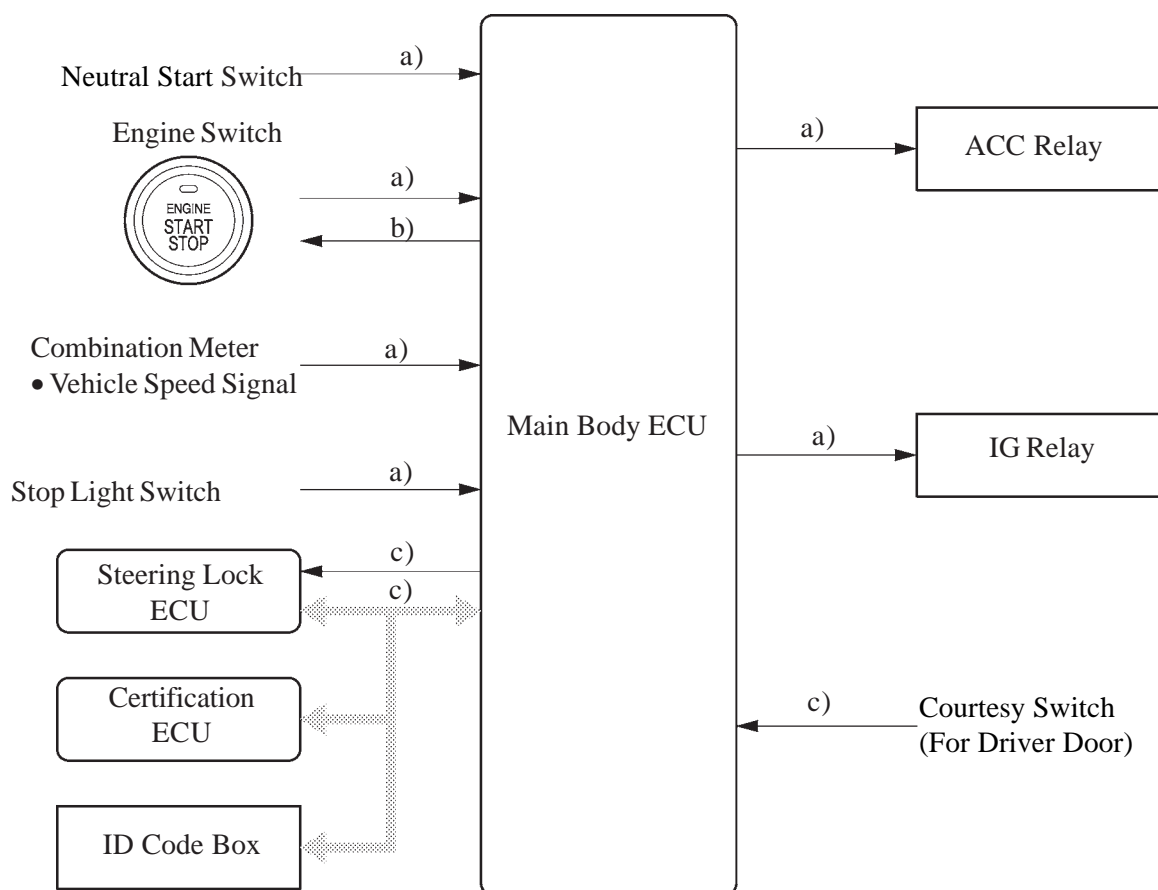 Neutral Start Switch
a)
Engine Switch
ENGINE
START
STOP
a)
b)
Combination Meter
• Vehicle Speed Signal
a)
Stop Light Switch
a)
Steering Lock
ECU
c)
c)
Certification
ECU
ID Code Box
Main Body ECU
a)
ACC Relay
a)
IG Relay
c)
Courtesy Switch
(For Driver Door)